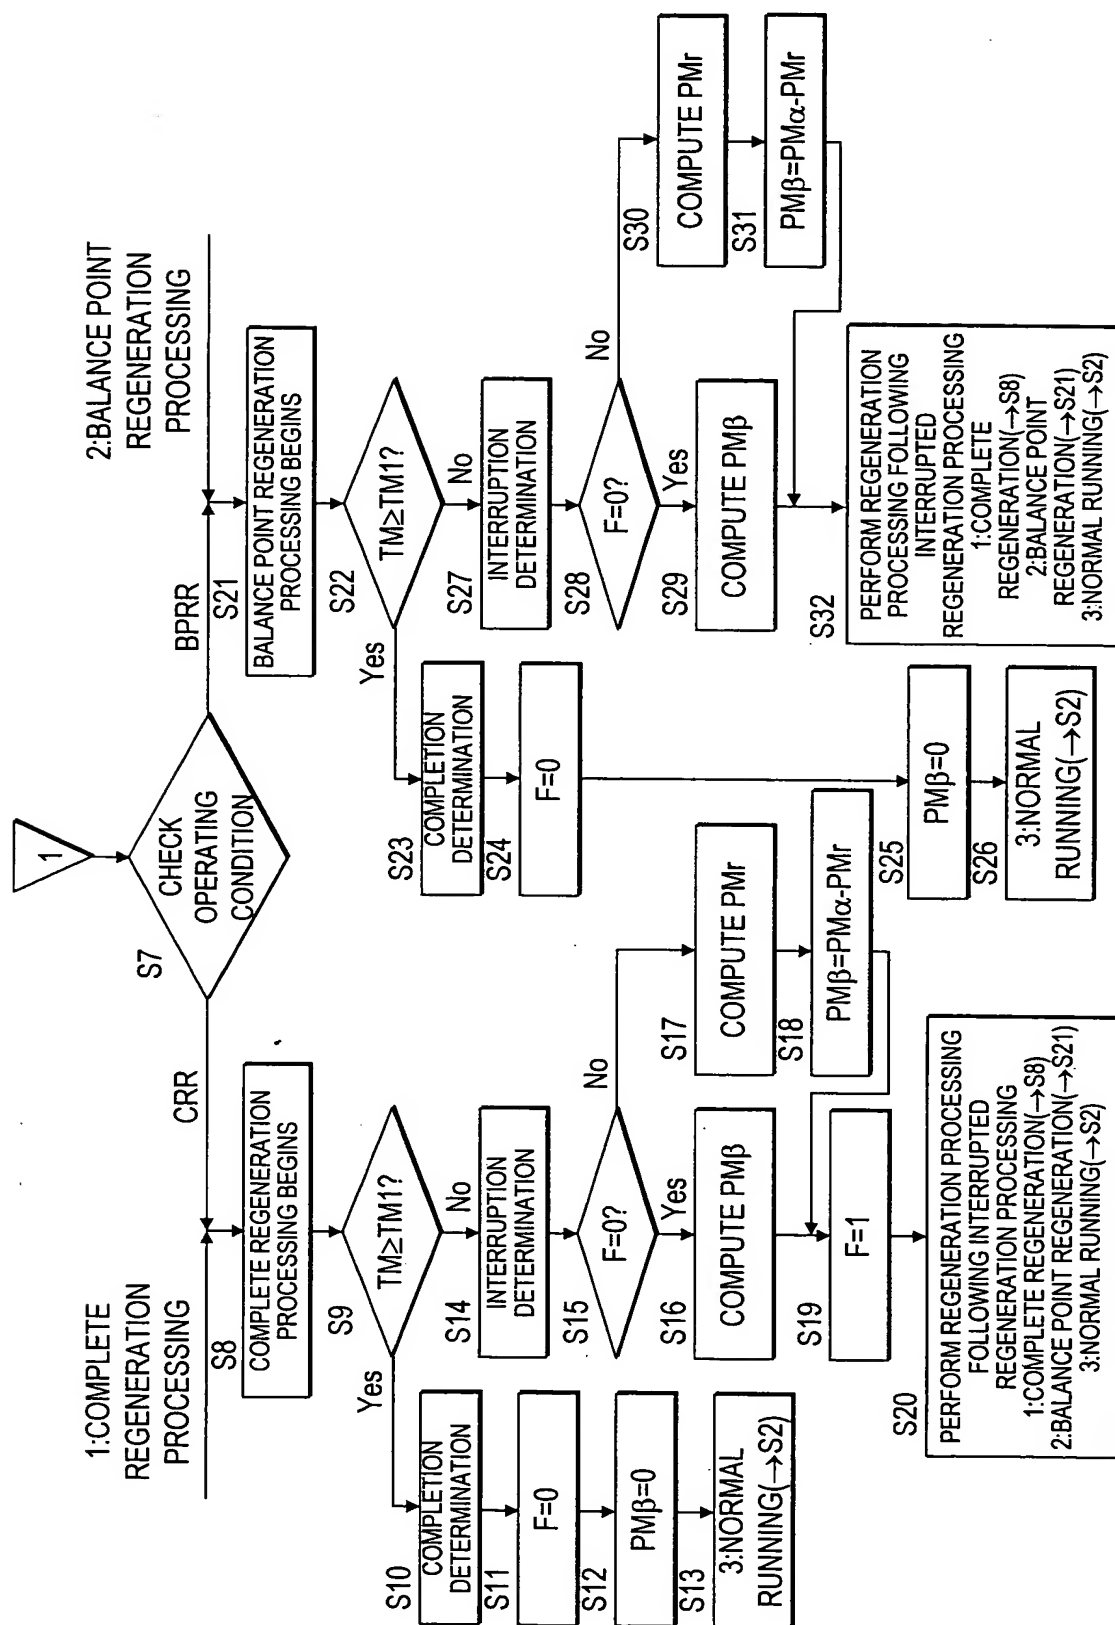 1
S7
CHECK
OPERATING
CONDITION
CRR
BPRR
1:COMPLETE
REGENERATION
PROCESSING
S8
COMPLETE REGENERATION
PROCESSING BEGINS
S9
TM≥TM1?
Yes
No
S10
COMPLETION
DETERMINATION
S11
F=0
S12
PMβ=0
S13
3:NORMAL
RUNNING(→S2)
S14
INTERRUPTION
DETERMINATION
S15
F=0?
Yes
No
S16
COMPUTE PMβ
S17
COMPUTE PMr
S18
PMβ=PMα-PMr
S19
F=1
S20
PERFORM REGENERATION PROCESSING
FOLLOWING INTERRUPTED
REGENERATION PROCESSING
1:COMPLETE REGENERATION(→S8)
2:BALANCE POINT REGENERATION(→S21)
3:NORMAL RUNNING(→S2)
2:BALANCE POINT
REGENERATION
PROCESSING
S21
BALANCE POINT REGENERATION
PROCESSING BEGINS
S22
TM≥TM1?
Yes
No
S23
COMPLETION
DETERMINATION
S24
F=0
S25
PMβ=0
S26
3:NORMAL
RUNNING(→S2)
S27
INTERRUPTION
DETERMINATION
S28
F=0?
Yes
No
S29
COMPUTE PMβ
S30
COMPUTE PMr
S31
PMβ=PMα-PMr
S32
PERFORM REGENERATION
PROCESSING FOLLOWING
INTERRUPTED
REGENERATION PROCESSING
1:COMPLETE
REGENERATION(→S8)
2:BALANCE POINT
REGENERATION(→S21)
3:NORMAL RUNNING(→S2)